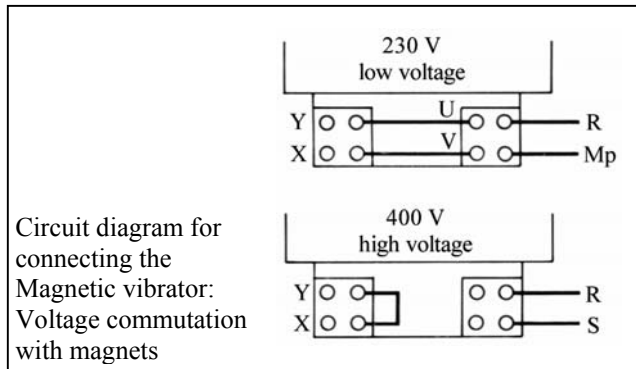 230 V
low voltage
Y U R
X V Mp
Circuit diagram for
connecting the
Magnetic vibrator:
Voltage commutation
with magnets
400 V
high voltage
Y R
X S